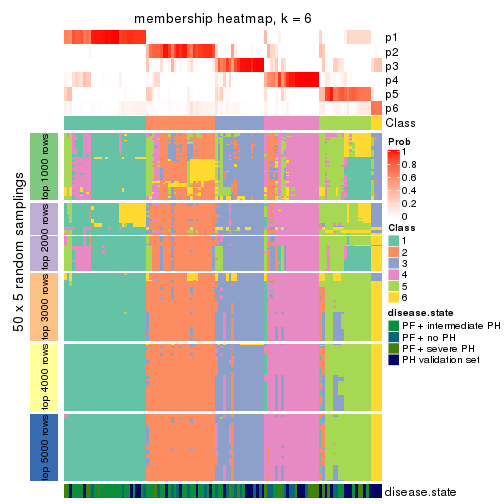 membership heatmap, k = 6
p1
p2
p3
p4
p5
p6
Class
50 x 5 random samplings
top 1000 rows
top 2000 rows
top 3000 rows
top 4000 rows
top 5000 rows
Prob
1
0.8
0.6
0.4
0.2
0
Class
1
2
3
4
5
6
disease.state
PF + intermediate PH
PF + no PH
PF + severe PH
PH validation set
disease.state